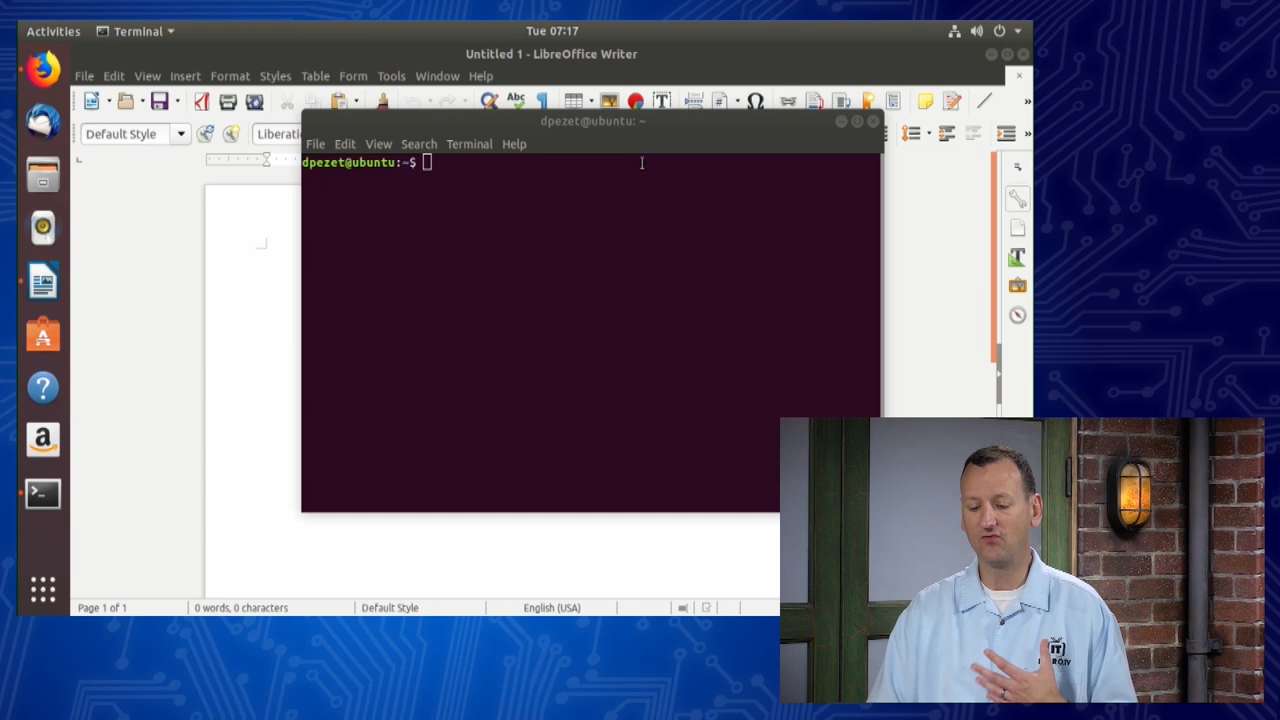 Activities Terminal Tue 07:17
Untitled 1 - LibreOffice Writer
File Edit View Insert Format Styles Table Form Tools Window Help
Default Style Liberati
dpezet@ubuntu: ~
File Edit View Search Terminal Help
dpezet@ubuntu:~$
Page 1 of 1 0 words, 0 characters Default Style English (USA)
IT